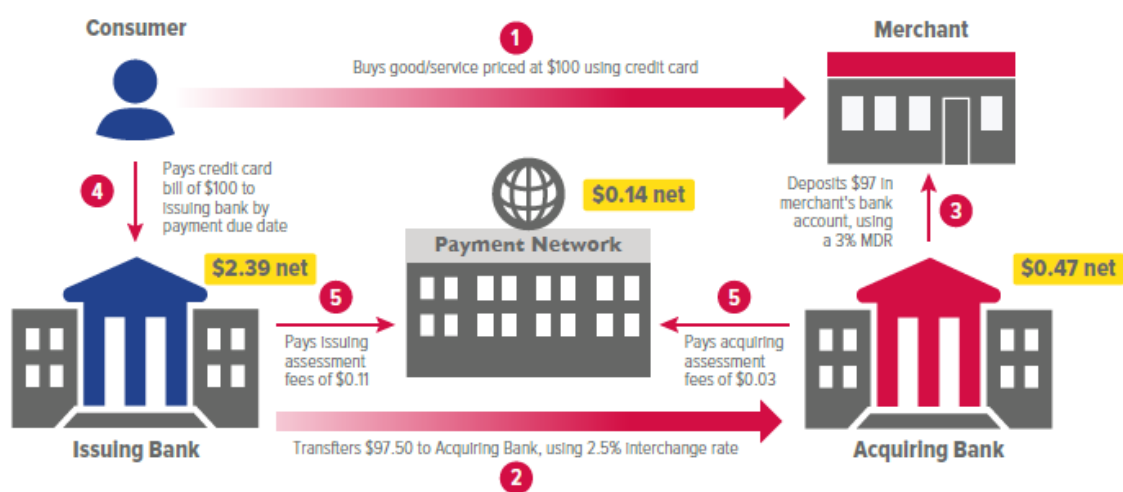 Consumer
1
Merchant
Buys good/service priced at $100 using credit card
4
Pays credit card
bill of $100 to
issuing bank by
payment due date
$0.14 net
Deposits $97 in
merchant's bank
account, using
a 3% MDR
3
Payment Network
$2.39 net
$0.47 net
5
Pays issuing
assessment
fees of $0.11
5
Pays acquiring
assessment
fees of $0.03
Issuing Bank
Transfters $97.50 to Acquiring Bank, using 2.5% interchange rate
2
Acquiring Bank